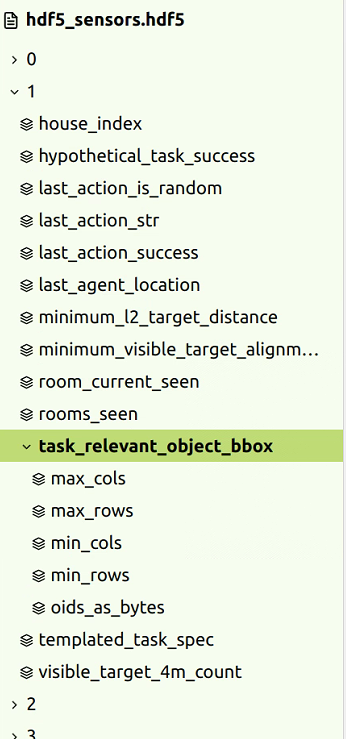 hdf5_sensors.hdf5
0
1
house_index
hypothetical_task_success
last_action_is_random
last_action_str
last_action_success
last_agent_location
minimum_l2_target_distance
minimum_visible_target_alignm...
room_current_seen
rooms_seen
task_relevant_object_bbox
max_cols
max_rows
min_cols
min_rows
oids_as_bytes
templated_task_spec
visible_target_4m_count
2
3